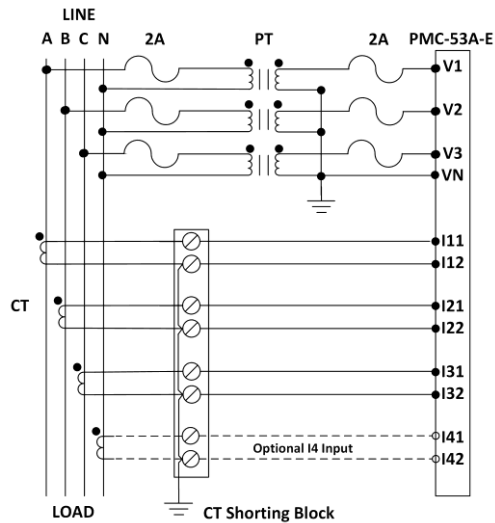 LINE
A B C N 2A PT 2A PMC-53A-E
V1
V2
V3
VN
I11
I12
CT
I21
I22
I31
I32
I41
Optional I4 Input
I42
LOAD
CT Shorting Block